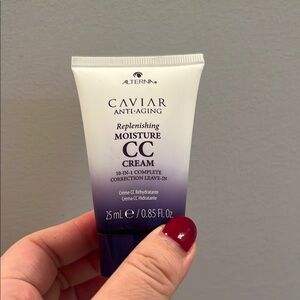 ALTERNA
CAVIAR
ANTI-AGING
Replenishing
MOISTURE
CC
CREAM
10-IN-1 COMPLETE
CORRECTION LEAVE-IN
Crème CC Réhydratante
Crema CC Hidratante
25 mL ℮ / 0.85 Fl. Oz.